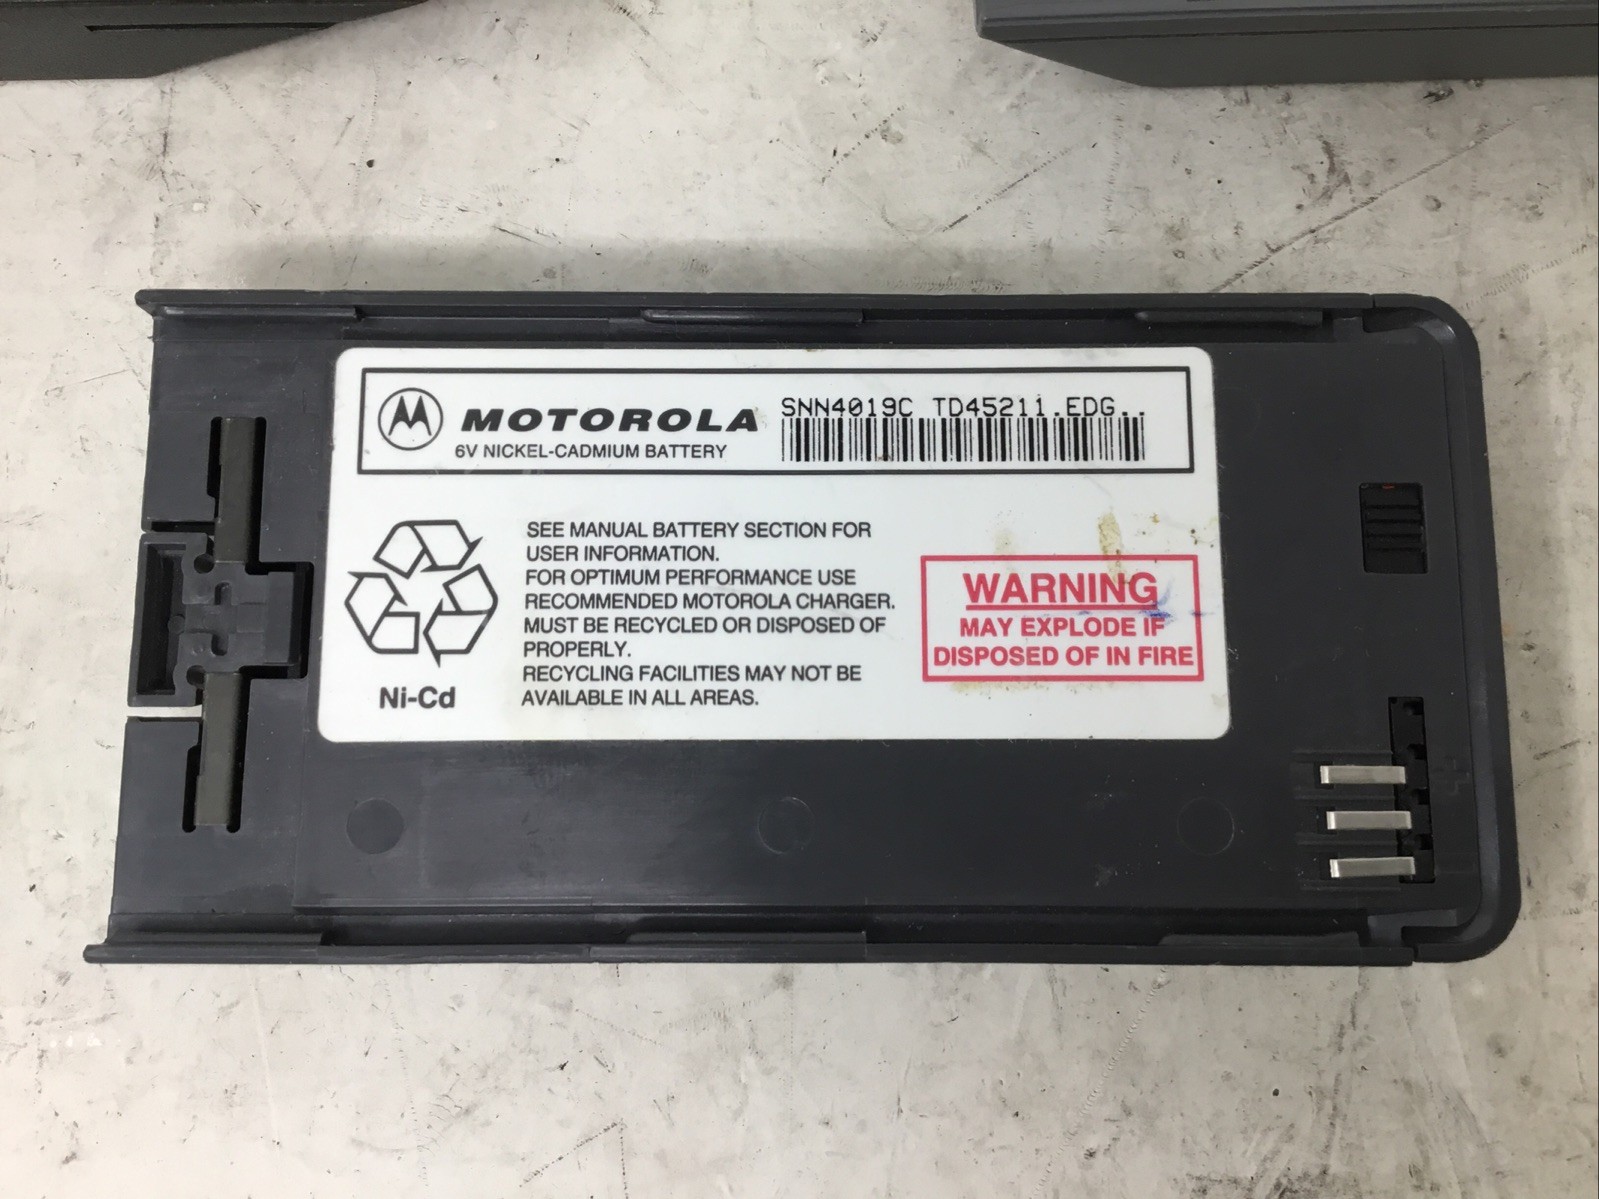 MOTOROLA
6V NICKEL-CADMIUM BATTERY
SNN4019C TD45211.EDG..
SEE MANUAL BATTERY SECTION FOR
USER INFORMATION.
FOR OPTIMUM PERFORMANCE USE
RECOMMENDED MOTOROLA CHARGER.
MUST BE RECYCLED OR DISPOSED OF
PROPERLY.
RECYCLING FACILITIES MAY NOT BE
AVAILABLE IN ALL AREAS.
Ni-Cd
WARNING
MAY EXPLODE IF
DISPOSED OF IN FIRE